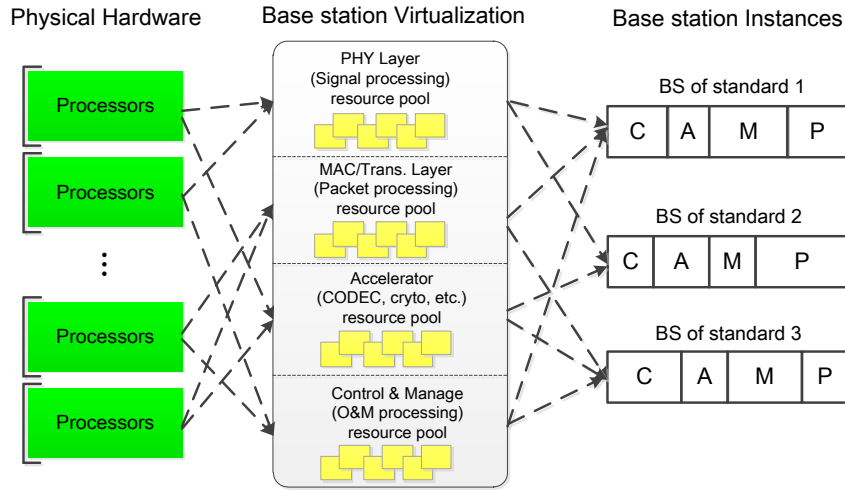 Physical Hardware
Base station Virtualization
Base station Instances
Processors
Processors
...
Processors
Processors
PHY Layer
(Signal processing)
resource pool
MAC/Trans. Layer
(Packet processing)
resource pool
Accelerator
(CODEC, cryto, etc.)
resource pool
Control & Manage
(O&M processing)
resource pool
BS of standard 1
C A M P
BS of standard 2
C A M P
BS of standard 3
C A M P